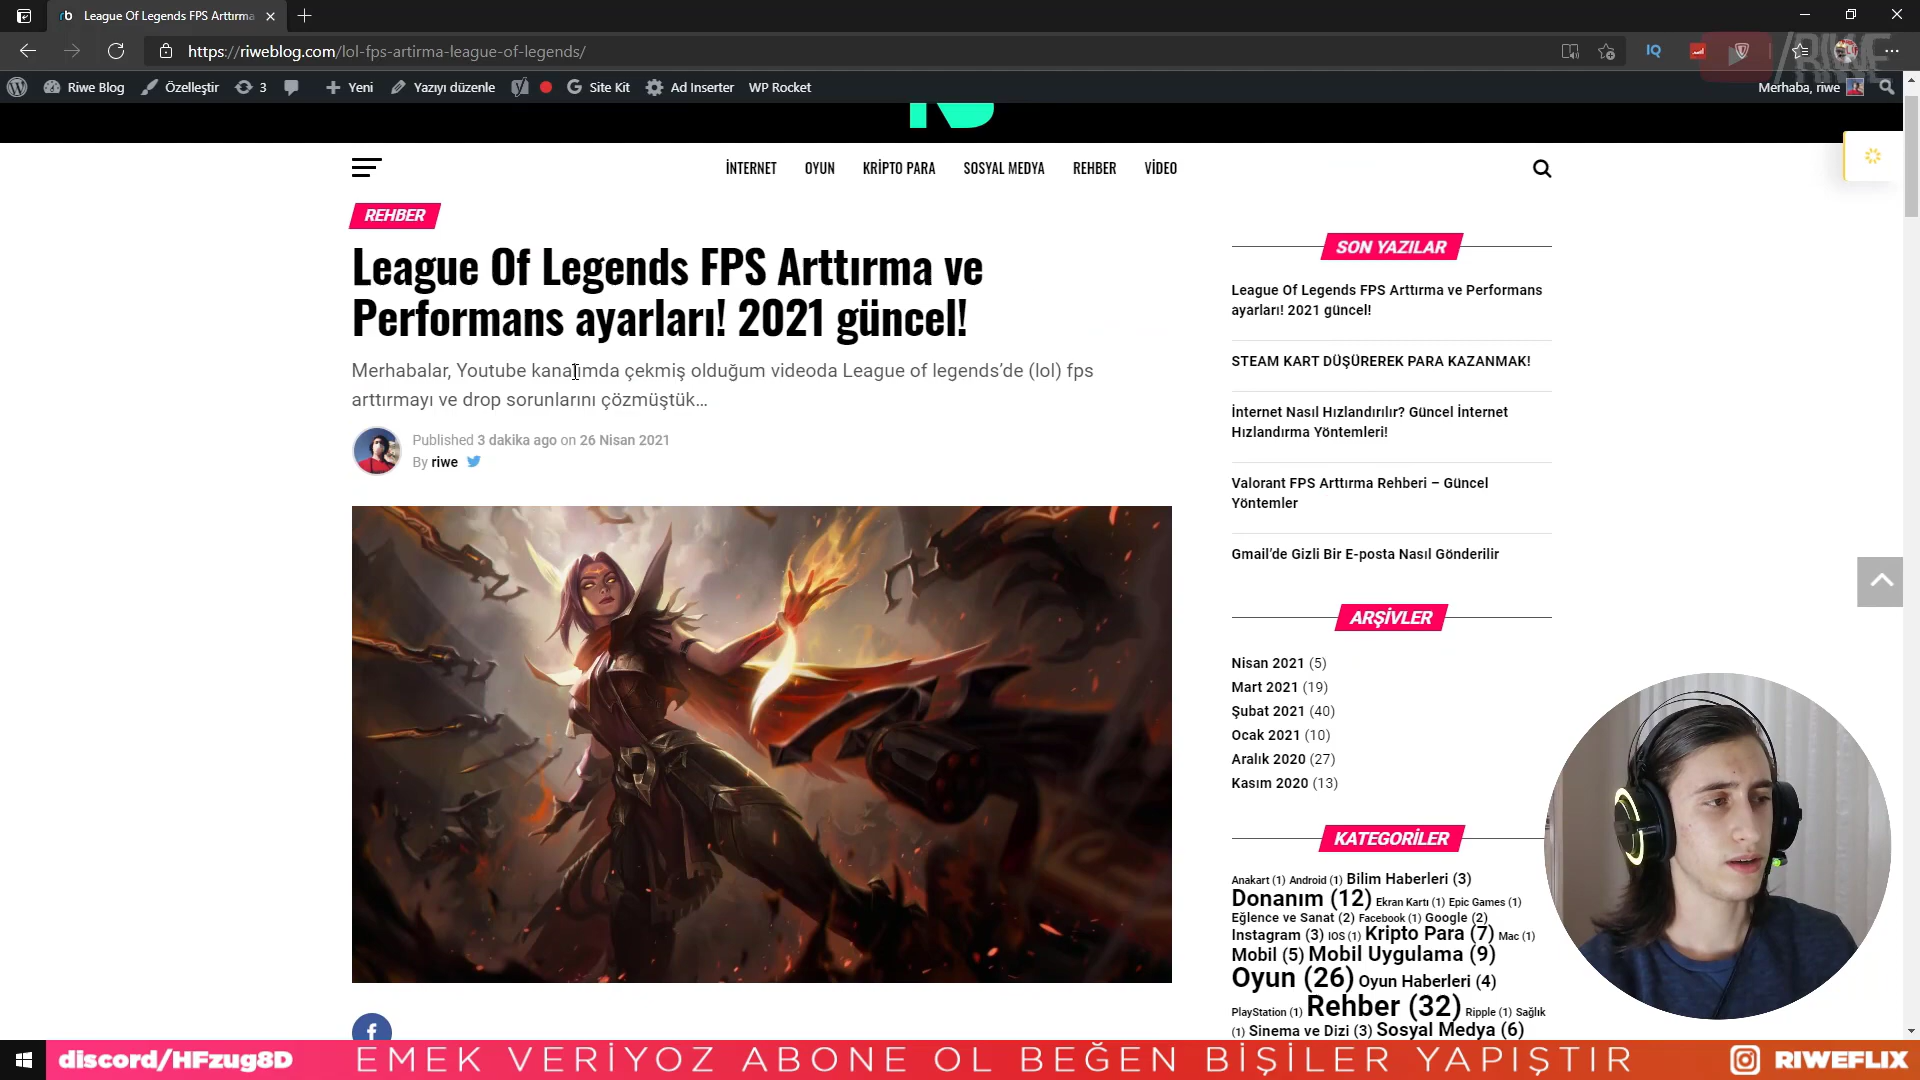 League Of Legends FPS Arttırma
https://riweblog.com/lol-fps-artirma-league-of-legends/
IQ
/RIWE
Riwe Blog
Özelleştir
3
Yeni
Yazıyı düzenle
Site Kit
Ad Inserter
WP Rocket
Merhaba, riwe
İNTERNET
OYUN
KRİPTO PARA
SOSYAL MEDYA
REHBER
VİDEO
REHBER
League Of Legends FPS Arttırma ve
Performans ayarları! 2021 güncel!
Merhabalar, Youtube kanalımda çekmiş olduğum videoda League of legends’de (lol) fps
arttırmayı ve drop sorunlarını çözmüştük...
Published 3 dakika ago on 26 Nisan 2021
By riwe
SON YAZILAR
League Of Legends FPS Arttırma ve Performans
ayarları! 2021 güncel!
STEAM KART DÜŞÜREREK PARA KAZANMAK!
İnternet Nasıl Hızlandırılır? Güncel İnternet
Hızlandırma Yöntemleri!
Valorant FPS Arttırma Rehberi – Güncel
Yöntemler
Gmail’de Gizli Bir E-posta Nasıl Gönderilir
ARŞİVLER
Nisan 2021 (5)
Mart 2021 (19)
Şubat 2021 (40)
Ocak 2021 (10)
Aralık 2020 (27)
Kasım 2020 (13)
KATEGORİLER
Anakart (1) Android (1) Bilim Haberleri (3)
Donanım (12) Ekran Kartı (1) Epic Games (1)
Eğlence ve Sanat (2) Facebook (1) Google (2)
Instagram (3) IOS (1) Kripto Para (7) Mac (1)
Mobil (5) Mobil Uygulama (9)
Oyun (26) Oyun Haberleri (4)
PlayStation (1) Rehber (32) Ripple (1) Sağlık
(1) Sinema ve Dizi (3) Sosyal Medya (6)
discord/HFzug8D
EMEK VERİYOZ ABONE OL BEĞEN BİŞİLER YAPIŞTIR
RIWEFLIX